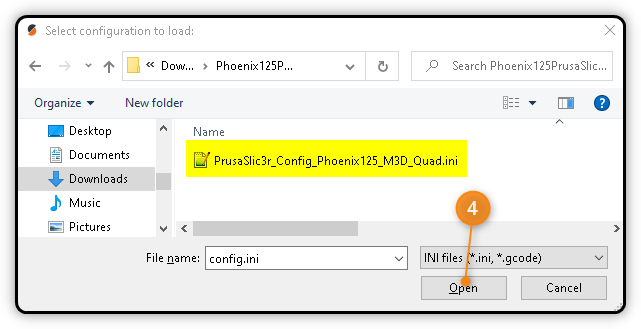 Select configuration to load:
« Dow... > Phoenix125P...
Search Phoenix125PrusaSlic...
Organize
New folder
?
Desktop
Documents
Downloads
Music
Pictures
Name
PrusaSlic3r_Config_Phoenix125_M3D_Quad.ini
4
File name: config.ini
INI files (*.ini, *.gcode)
Open Cancel